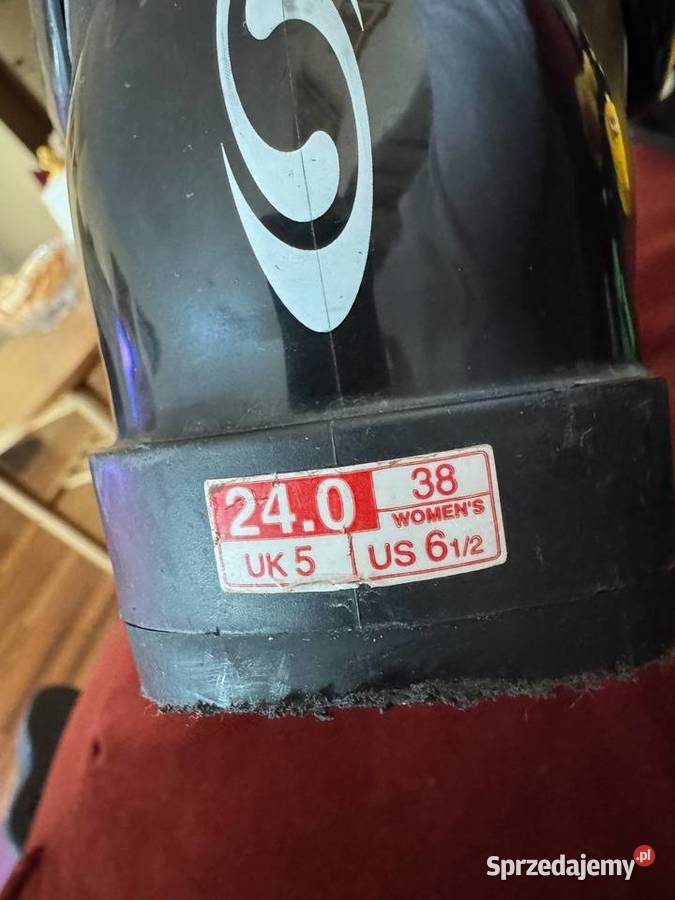 24.0 38
WOMEN'S
UK 5 US 6 1/2
Sprzedajemy.pl